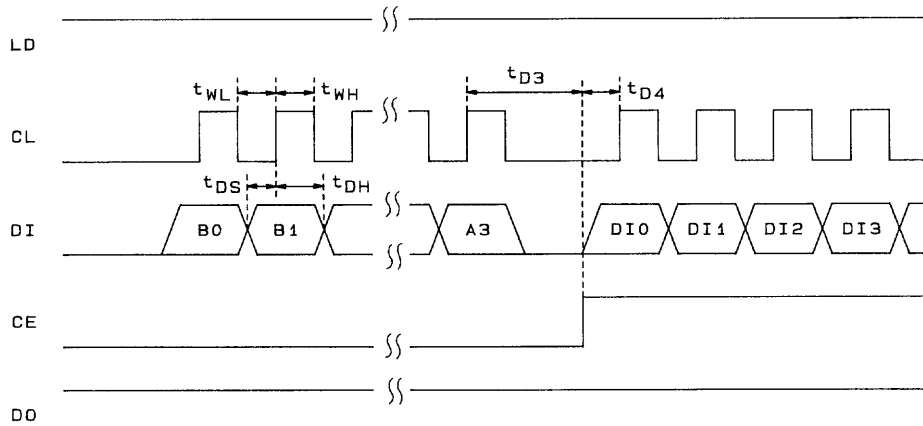 LD
tWL tWH tD3 tD4
CL
tDS tDH
DI B0 B1 A3 DI0 DI1 DI2 DI3
CE
DO